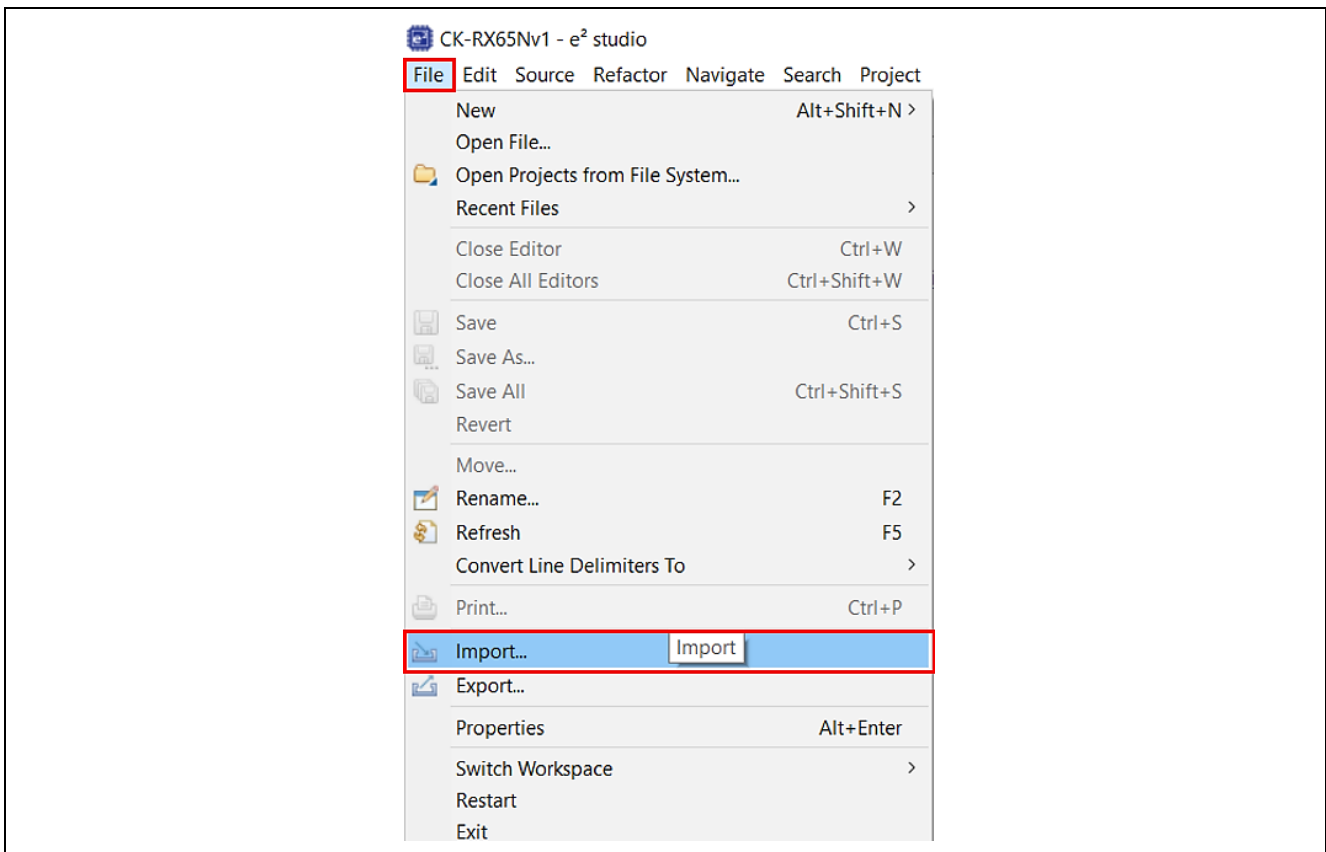 CK-RX65Nv1 - e² studio
File Edit Source Refactor Navigate Search Project
New Alt+Shift+N >
Open File...
Open Projects from File System...
Recent Files >
Close Editor Ctrl+W
Close All Editors Ctrl+Shift+W
Save Ctrl+S
Save As...
Save All Ctrl+Shift+S
Revert
Move...
Rename... F2
Refresh F5
Convert Line Delimiters To >
Print... Ctrl+P
Import... Import
Export...
Properties Alt+Enter
Switch Workspace >
Restart
Exit